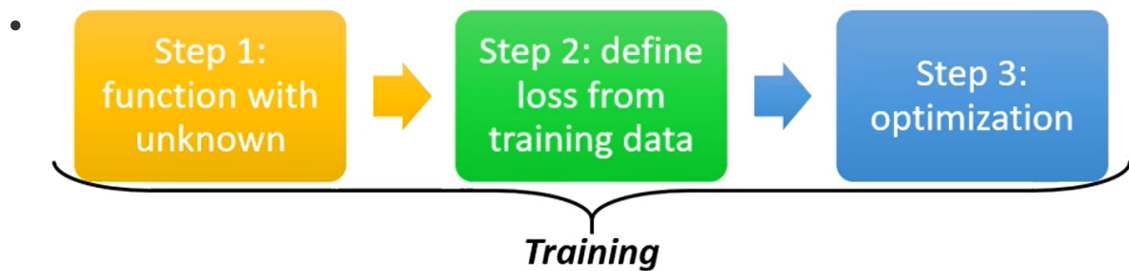 Step 1:
function with
unknown
Step 2: define
loss from
training data
Step 3:
optimization
Training